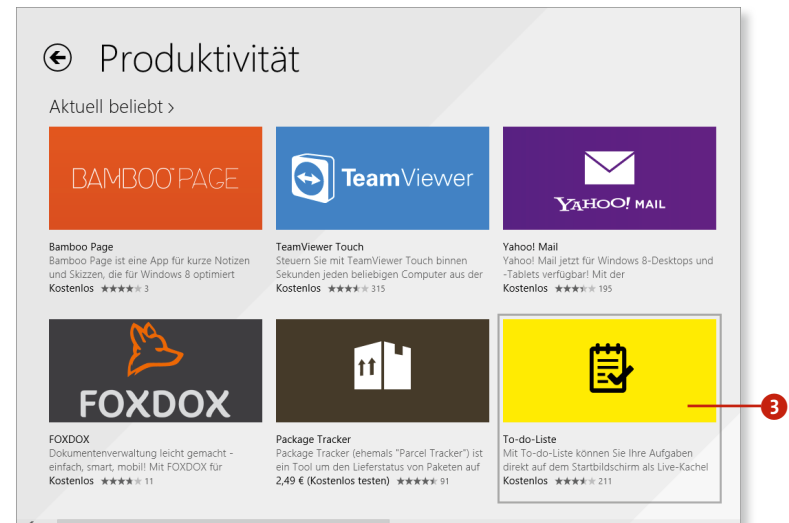 Produktivität
Aktuell beliebt ›
BAMBOO PAGE
TeamViewer
YAHOO! MAIL
Bamboo Page
Bamboo Page ist eine App für kurze Notizen
und Skizzen, die für Windows 8 optimiert
Kostenlos ★★★★★ 3
TeamViewer Touch
Steuern Sie mit TeamViewer Touch binnen
Sekunden jeden beliebigen Computer aus der
Kostenlos ★★★★★ 315
Yahoo! Mail
Yahoo! Mail jetzt für Windows 8-Desktops und
-Tablets verfügbar! Mit der
Kostenlos ★★★★★ 195
FOXDOX
FOXDOX
Dokumentenverwaltung leicht gemacht -
einfach, smart, mobil! Mit FOXDOX für
Kostenlos ★★★★★ 11
Package Tracker
Package Tracker (ehemals "Parcel Tracker") ist
ein Tool um den Lieferstatus von Paketen auf
2,49 € (Kostenlos testen) ★★★★★ 91
To-do-Liste
Mit To-do-Liste können Sie Ihre Aufgaben
direkt auf dem Startbildschirm als Live-Kachel
Kostenlos ★★★★★ 211
3